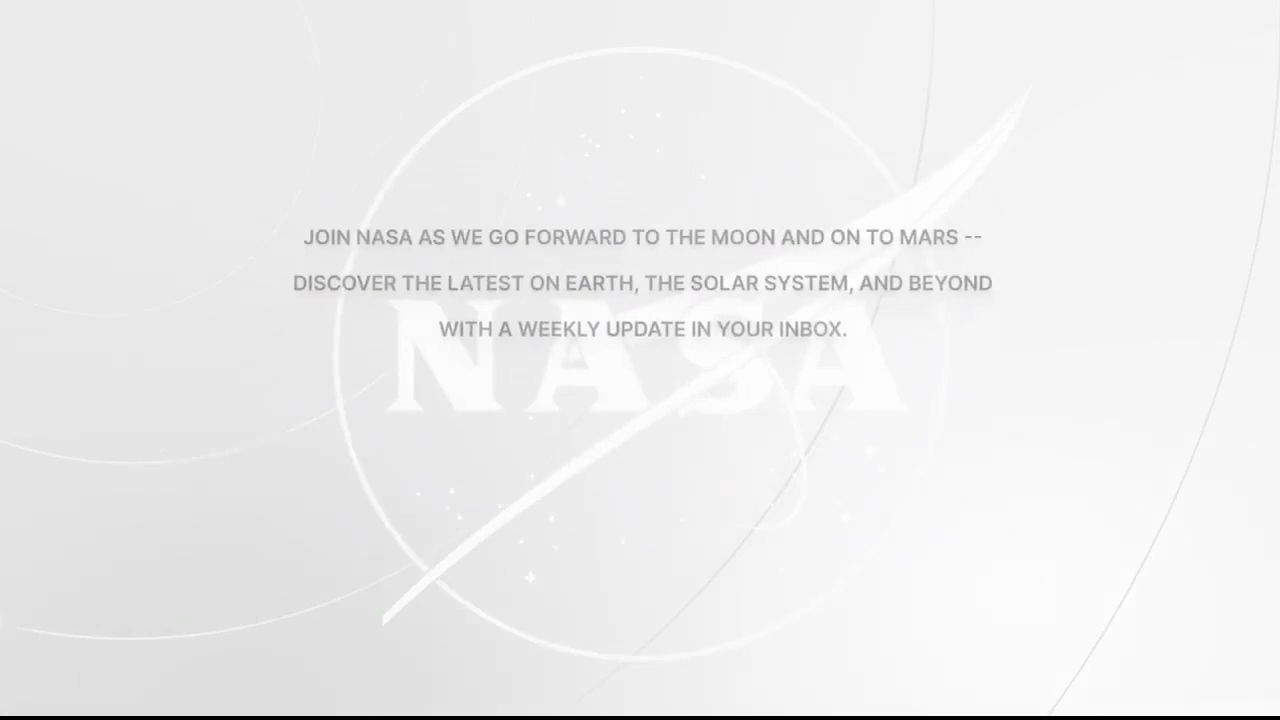 JOIN NASA AS WE GO FORWARD TO THE MOON AND ON TO MARS --
DISCOVER THE LATEST ON EARTH, THE SOLAR SYSTEM, AND BEYOND
WITH A WEEKLY UPDATE IN YOUR INBOX.
NASA